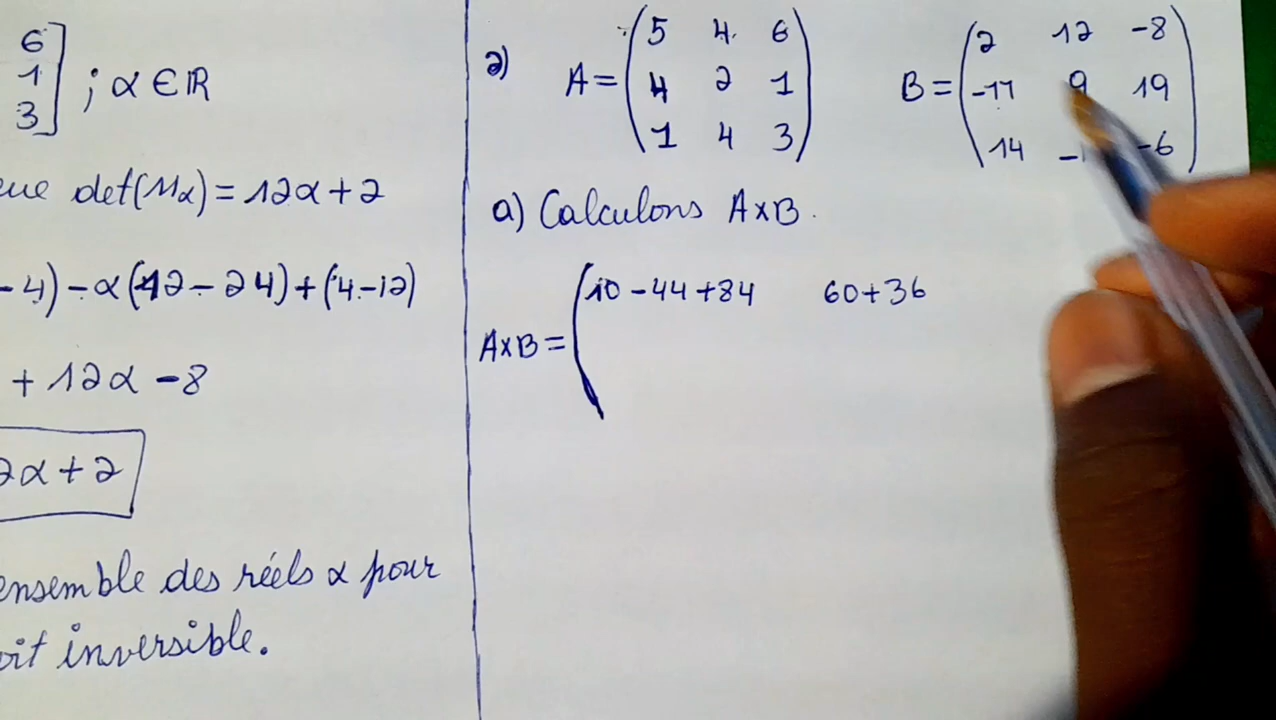 6
1 ; α ∈ ℝ
3
ue det(Mα) = 12α + 2
- 4) - α(12 - 24) + (4 - 12)
+ 12α - 8
2α + 2
ensemble des réels α pour
oit inversible.
2) A = ( 5 4 6
4 2 1
1 4 3 )
B = ( 2 12 -8
-11 9 19
14 - -6 )
a) Calculons A×B.
A×B = ( 10 - 44 + 84 60 + 36